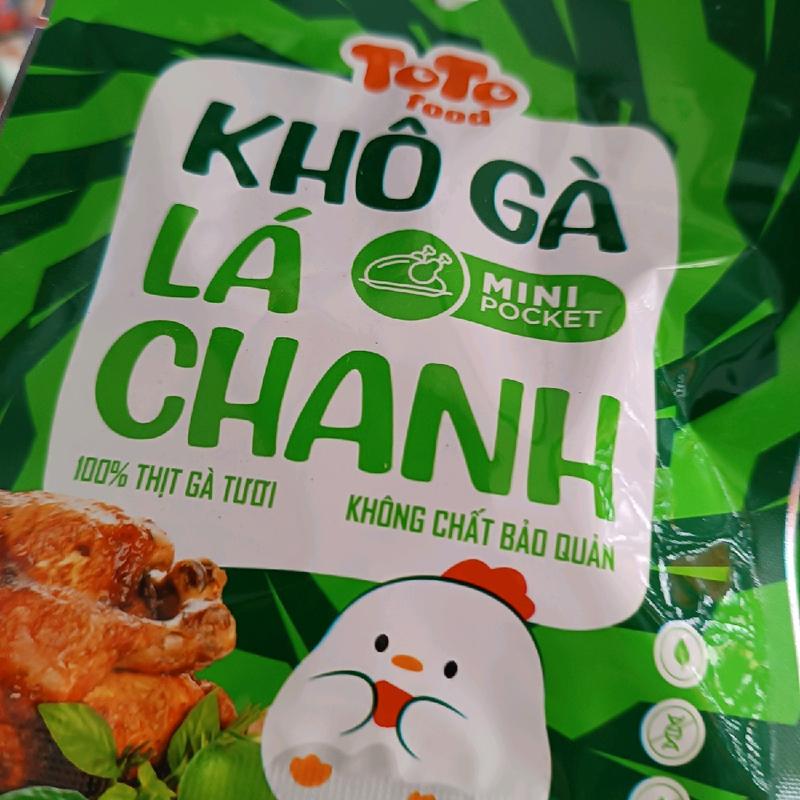 ToTo
food
KHÔ GÀ
LÁ
MINI
POCKET
CHANH
100% THỊT GÀ TƯƠI
KHÔNG CHẤT BẢO QUẢN